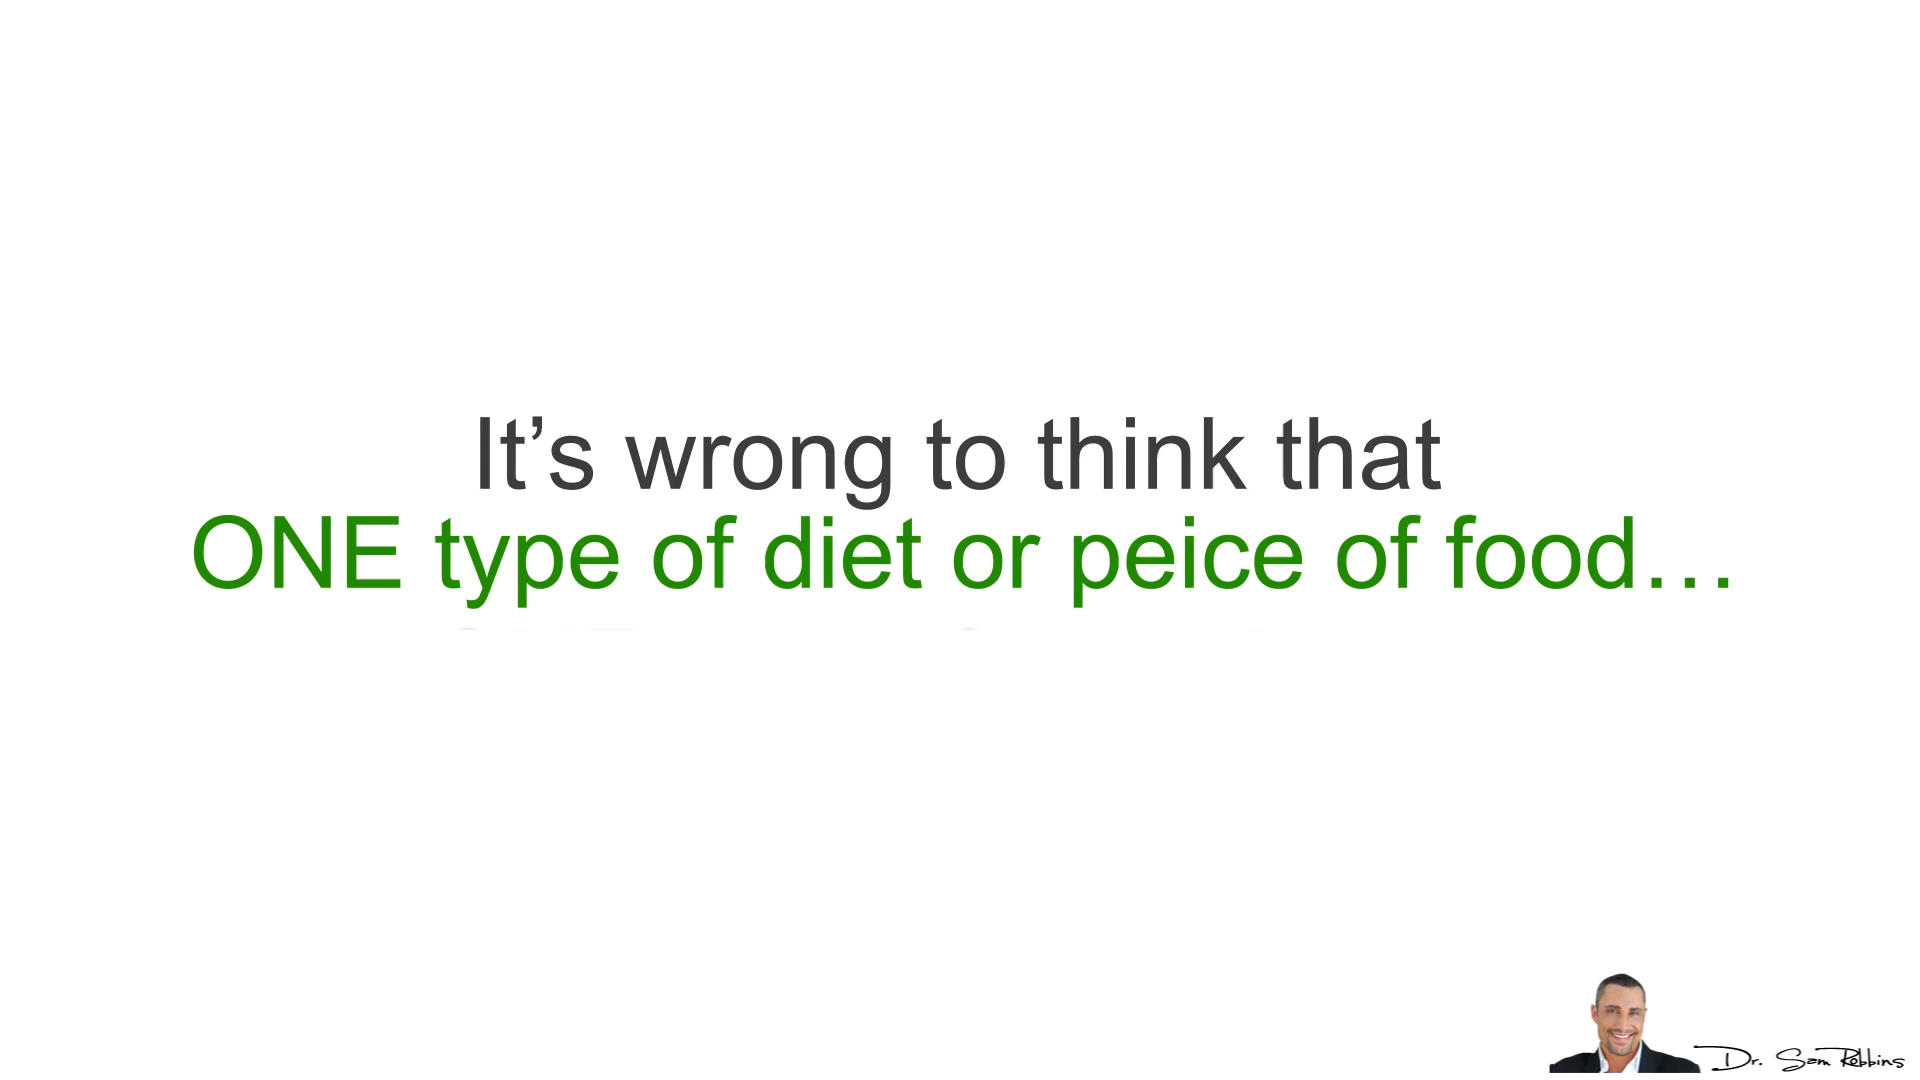 It’s wrong to think that
ONE type of diet or peice of food…
Dr. Sam Robbins